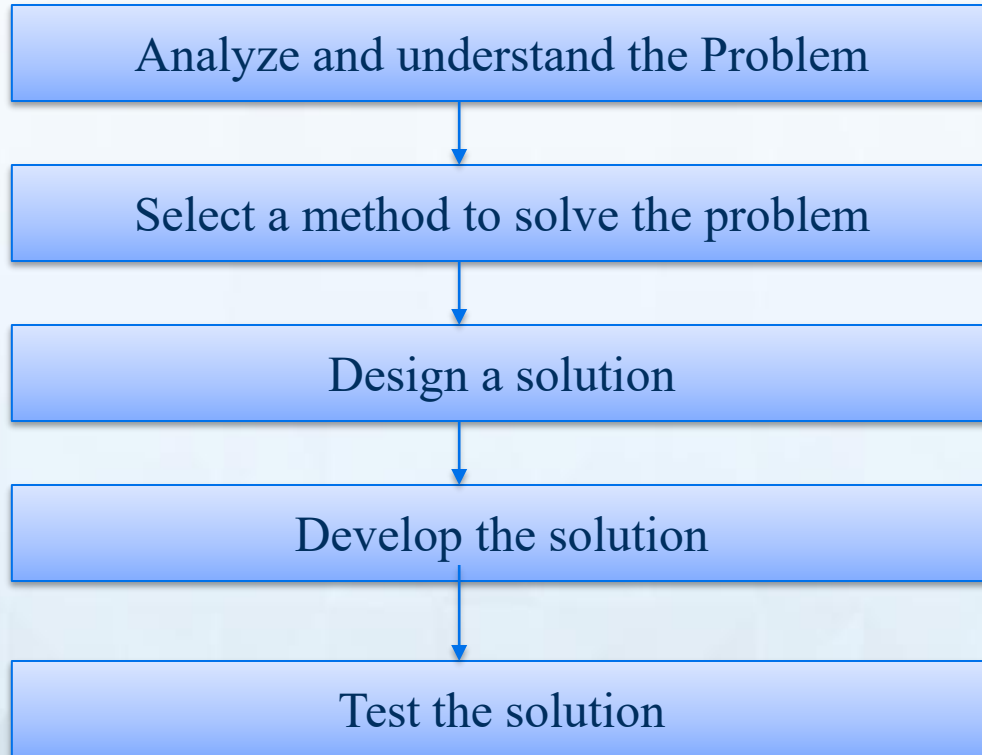 Analyze and understand the Problem
Select a method to solve the problem
Design a solution
Develop the solution
Test the solution